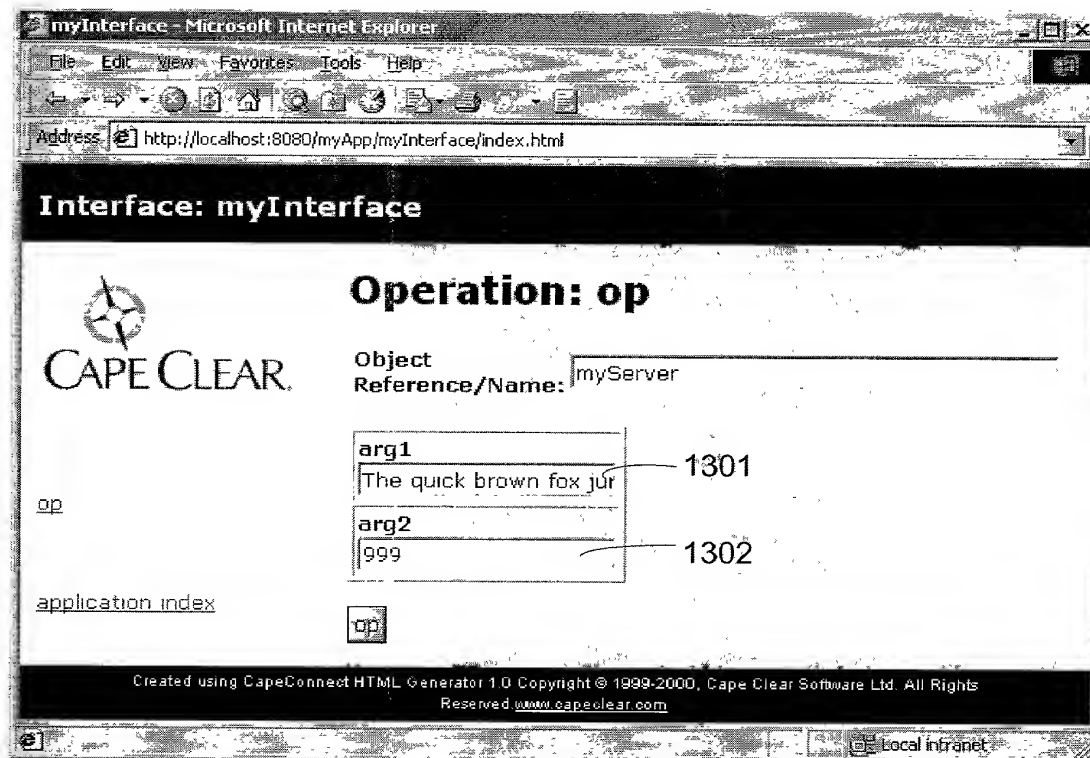 myInterface - Microsoft Internet Explorer
File Edit View Favorites Tools Help
Address http://localhost:8080/myApp/myInterface/index.html
Interface: myInterface
CAPE CLEAR.
op
application index
Operation: op
Object
Reference/Name: myServer
arg1
The quick brown fox jur
1301
arg2
999
1302
op
Created using CapeConnect HTML Generator 1.0 Copyright © 1999-2000, Cape Clear Software Ltd. All Rights
Reserved.www.capeclear.com
Local intranet